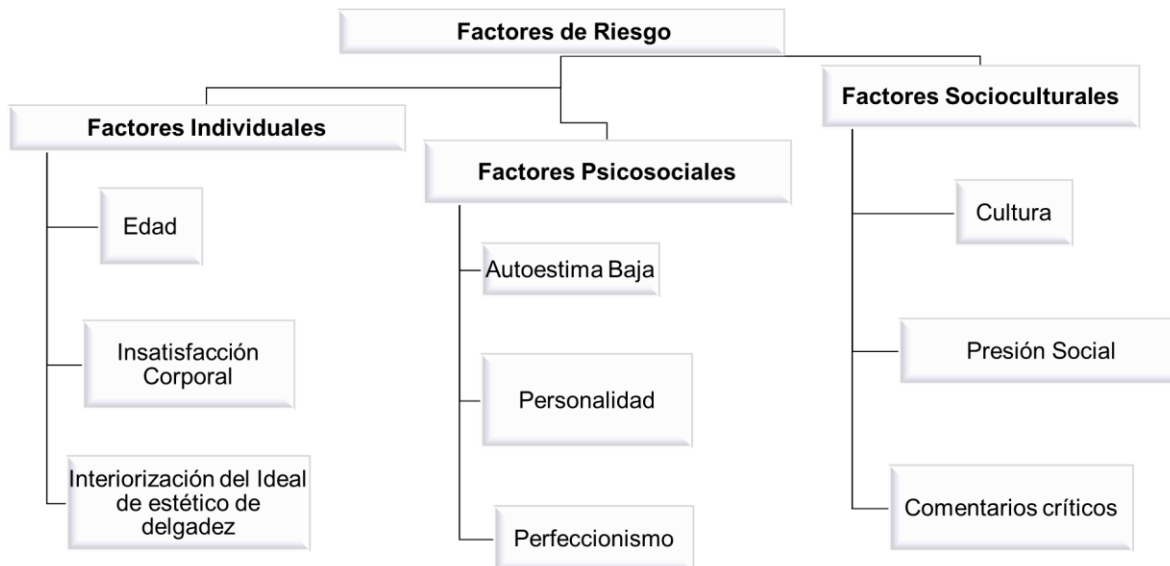 Factores de Riesgo
Factores Individuales
Edad
Insatisfacción
Corporal
Interiorización del Ideal
de estético de
delgadez
Factores Psicosociales
Autoestima Baja
Personalidad
Perfeccionismo
Factores Socioculturales
Cultura
Presión Social
Comentarios críticos